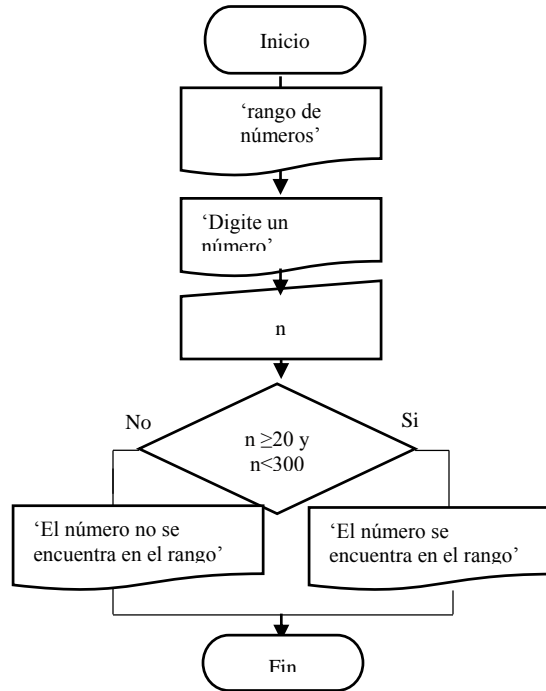 Inicio
‘rango de
números’
‘Digite un
número’
n
No
Si
n ≥20 y
n<300
‘El número no se
encuentra en el rango’
‘El número se
encuentra en el rango’
Fin